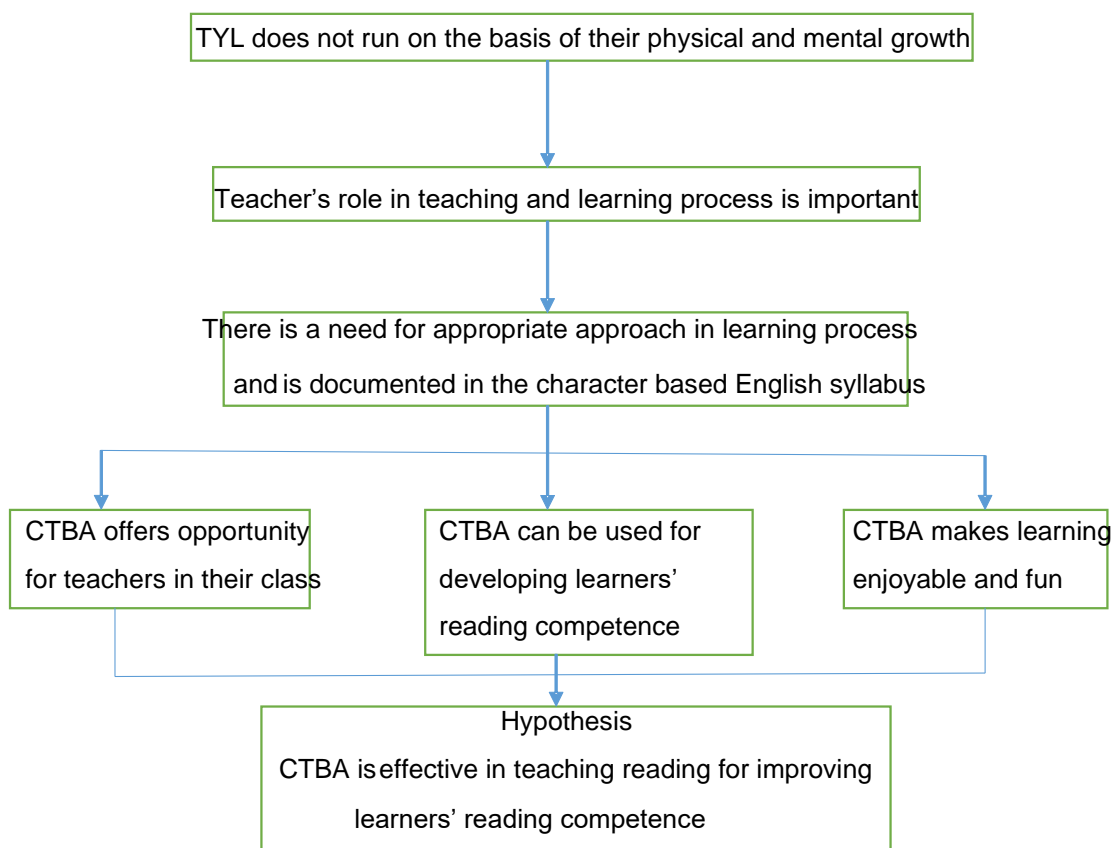 TYL does not run on the basis of their physical and mental growth
Teacher’s role in teaching and learning process is important
There is a need for appropriate approach in learning process
and is documented in the character based English syllabus
CTBA offers opportunity
for teachers in their class
CTBA can be used for
developing learners’
reading competence
CTBA makes learning
enjoyable and fun
Hypothesis
CTBA is effective in teaching reading for improving
learners’ reading competence